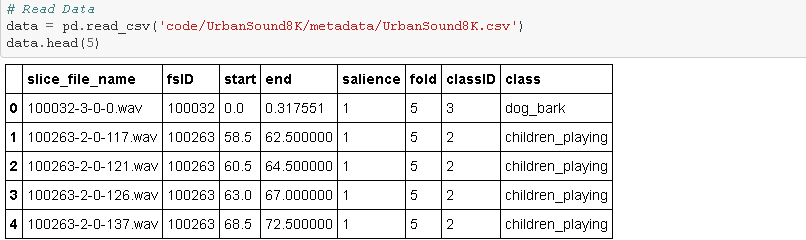 # Read Data
data = pd.read_csv('code/UrbanSound8K/metadata/UrbanSound8K.csv')
data.head(5)
slice_file_name fsID start end salience fold classID class
0 100032-3-0-0.wav 100032 0.0 0.317551 1 5 3 dog_bark
1 100263-2-0-117.wav 100263 58.5 62.500000 1 5 2 children_playing
2 100263-2-0-121.wav 100263 60.5 64.500000 1 5 2 children_playing
3 100263-2-0-126.wav 100263 63.0 67.000000 1 5 2 children_playing
4 100263-2-0-137.wav 100263 68.5 72.500000 1 5 2 children_playing